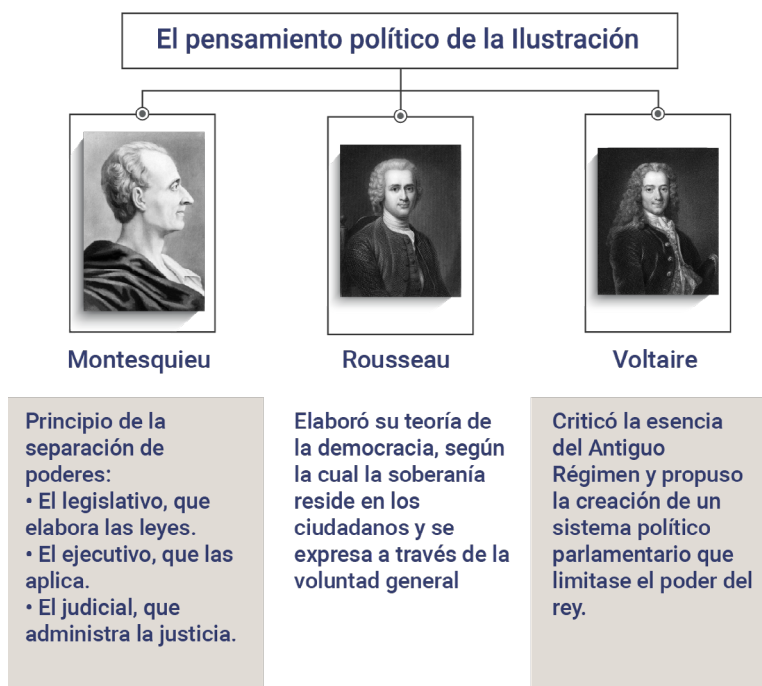 El pensamiento político de la Ilustración
Montesquieu
Rousseau
Voltaire
Principio de la
separación de
poderes:
• El legislativo, que
elabora las leyes.
• El ejecutivo, que las
aplica.
• El judicial, que
administra la justicia.
Elaboró su teoría de
la democracia, según
la cual la soberanía
reside en los
ciudadanos y se
expresa a través de la
voluntad general
Criticó la esencia
del Antiguo
Régimen y propuso
la creación de un
sistema político
parlamentario que
limitase el poder del
rey.